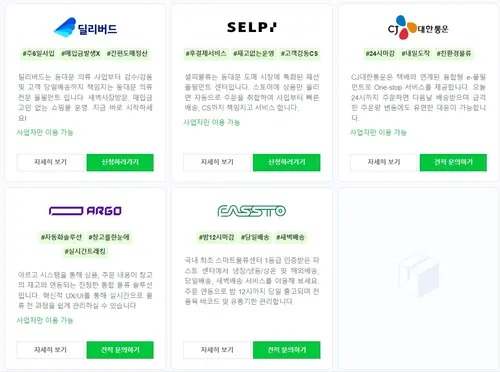 딜리버드
#주6일사입 #매입금발생X #간편도매정산
딜리버드는 동대문 의류 사입부터 검수/검품
및 고객 당일배송까지 책임지는 동대문 의류
전문 풀필먼트 입니다. 새벽시장방문, 매입금
고민 없는 쇼핑몰 운영, 지금 바로 시작하세
요!
사업자만 이용 가능
자세히 보기 신청하러가기
SELPi
#후결제서비스 #재고없는운영 #고객감동CS
셀피몰류는 동대문 도매 시장에 특화된 패션
풀필먼트 센터입니다. 스토어에 상품만 올리
면 자동으로 주문을 취합하여 사입부터 빠른
배송, CS까지 책임지고 서비스 합니다.
사업자만 이용 가능
자세히 보기 신청하러가기
CJ대한통운
#24시마감 #내일도착 #친환경물류
CJ대한통운은 택배와 연계된 융합형 e-풀필
먼트로 One-stop 서비스를 제공합니다. 오늘
24시까지 주문하면 다음날 배송받으며 급격
한 주문량 변동에도 유연한 대응이 가능합니
다.
자세히 보기 견적 문의하기
ARGO
#자동화솔루션 #창고를한눈에
#실시간트래킹
아르고 시스템을 통해 상품, 주문 내용이 창고
의 재고와 연동되는 진정한 통합 물류 솔루션
입니다. 혁신적 UX/UI를 통해 실시간으로 물
류 전 과정을 쉽게 관리하실 수 있습니다
사업자만 이용 가능
자세히 보기 견적 문의하기
FASSTO
#밤12시마감 #당일배송 #새벽배송
국내 최초 스마트물류센터 1등급 인증받은 파
스토 센터에서 냉장/냉동/상온 및 해외배송,
당일배송, 새벽배송 서비스를 이용해 보세요.
주문 연동으로 밤 12시까지 당일 출고되며 전
품목 바코드 및 유통기한 관리합니다.
자세히 보기 견적 문의하기